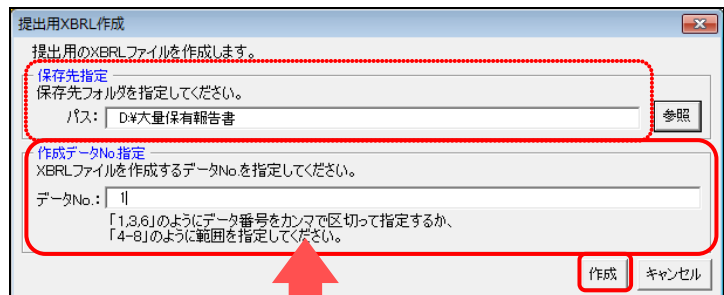 提出用XBRL作成
提出用のXBRLファイルを作成します。
保存先指定
保存先フォルダを指定してください。
パス： D:¥大量保有報告書
参照
作成データNo.指定
XBRLファイルを作成するデータNo.を指定してください。
データNo.： 1
「1,3,6」のようにデータ番号をカンマで区切って指定するか、
「4-8」のように範囲を指定してください。
作成 キャンセル